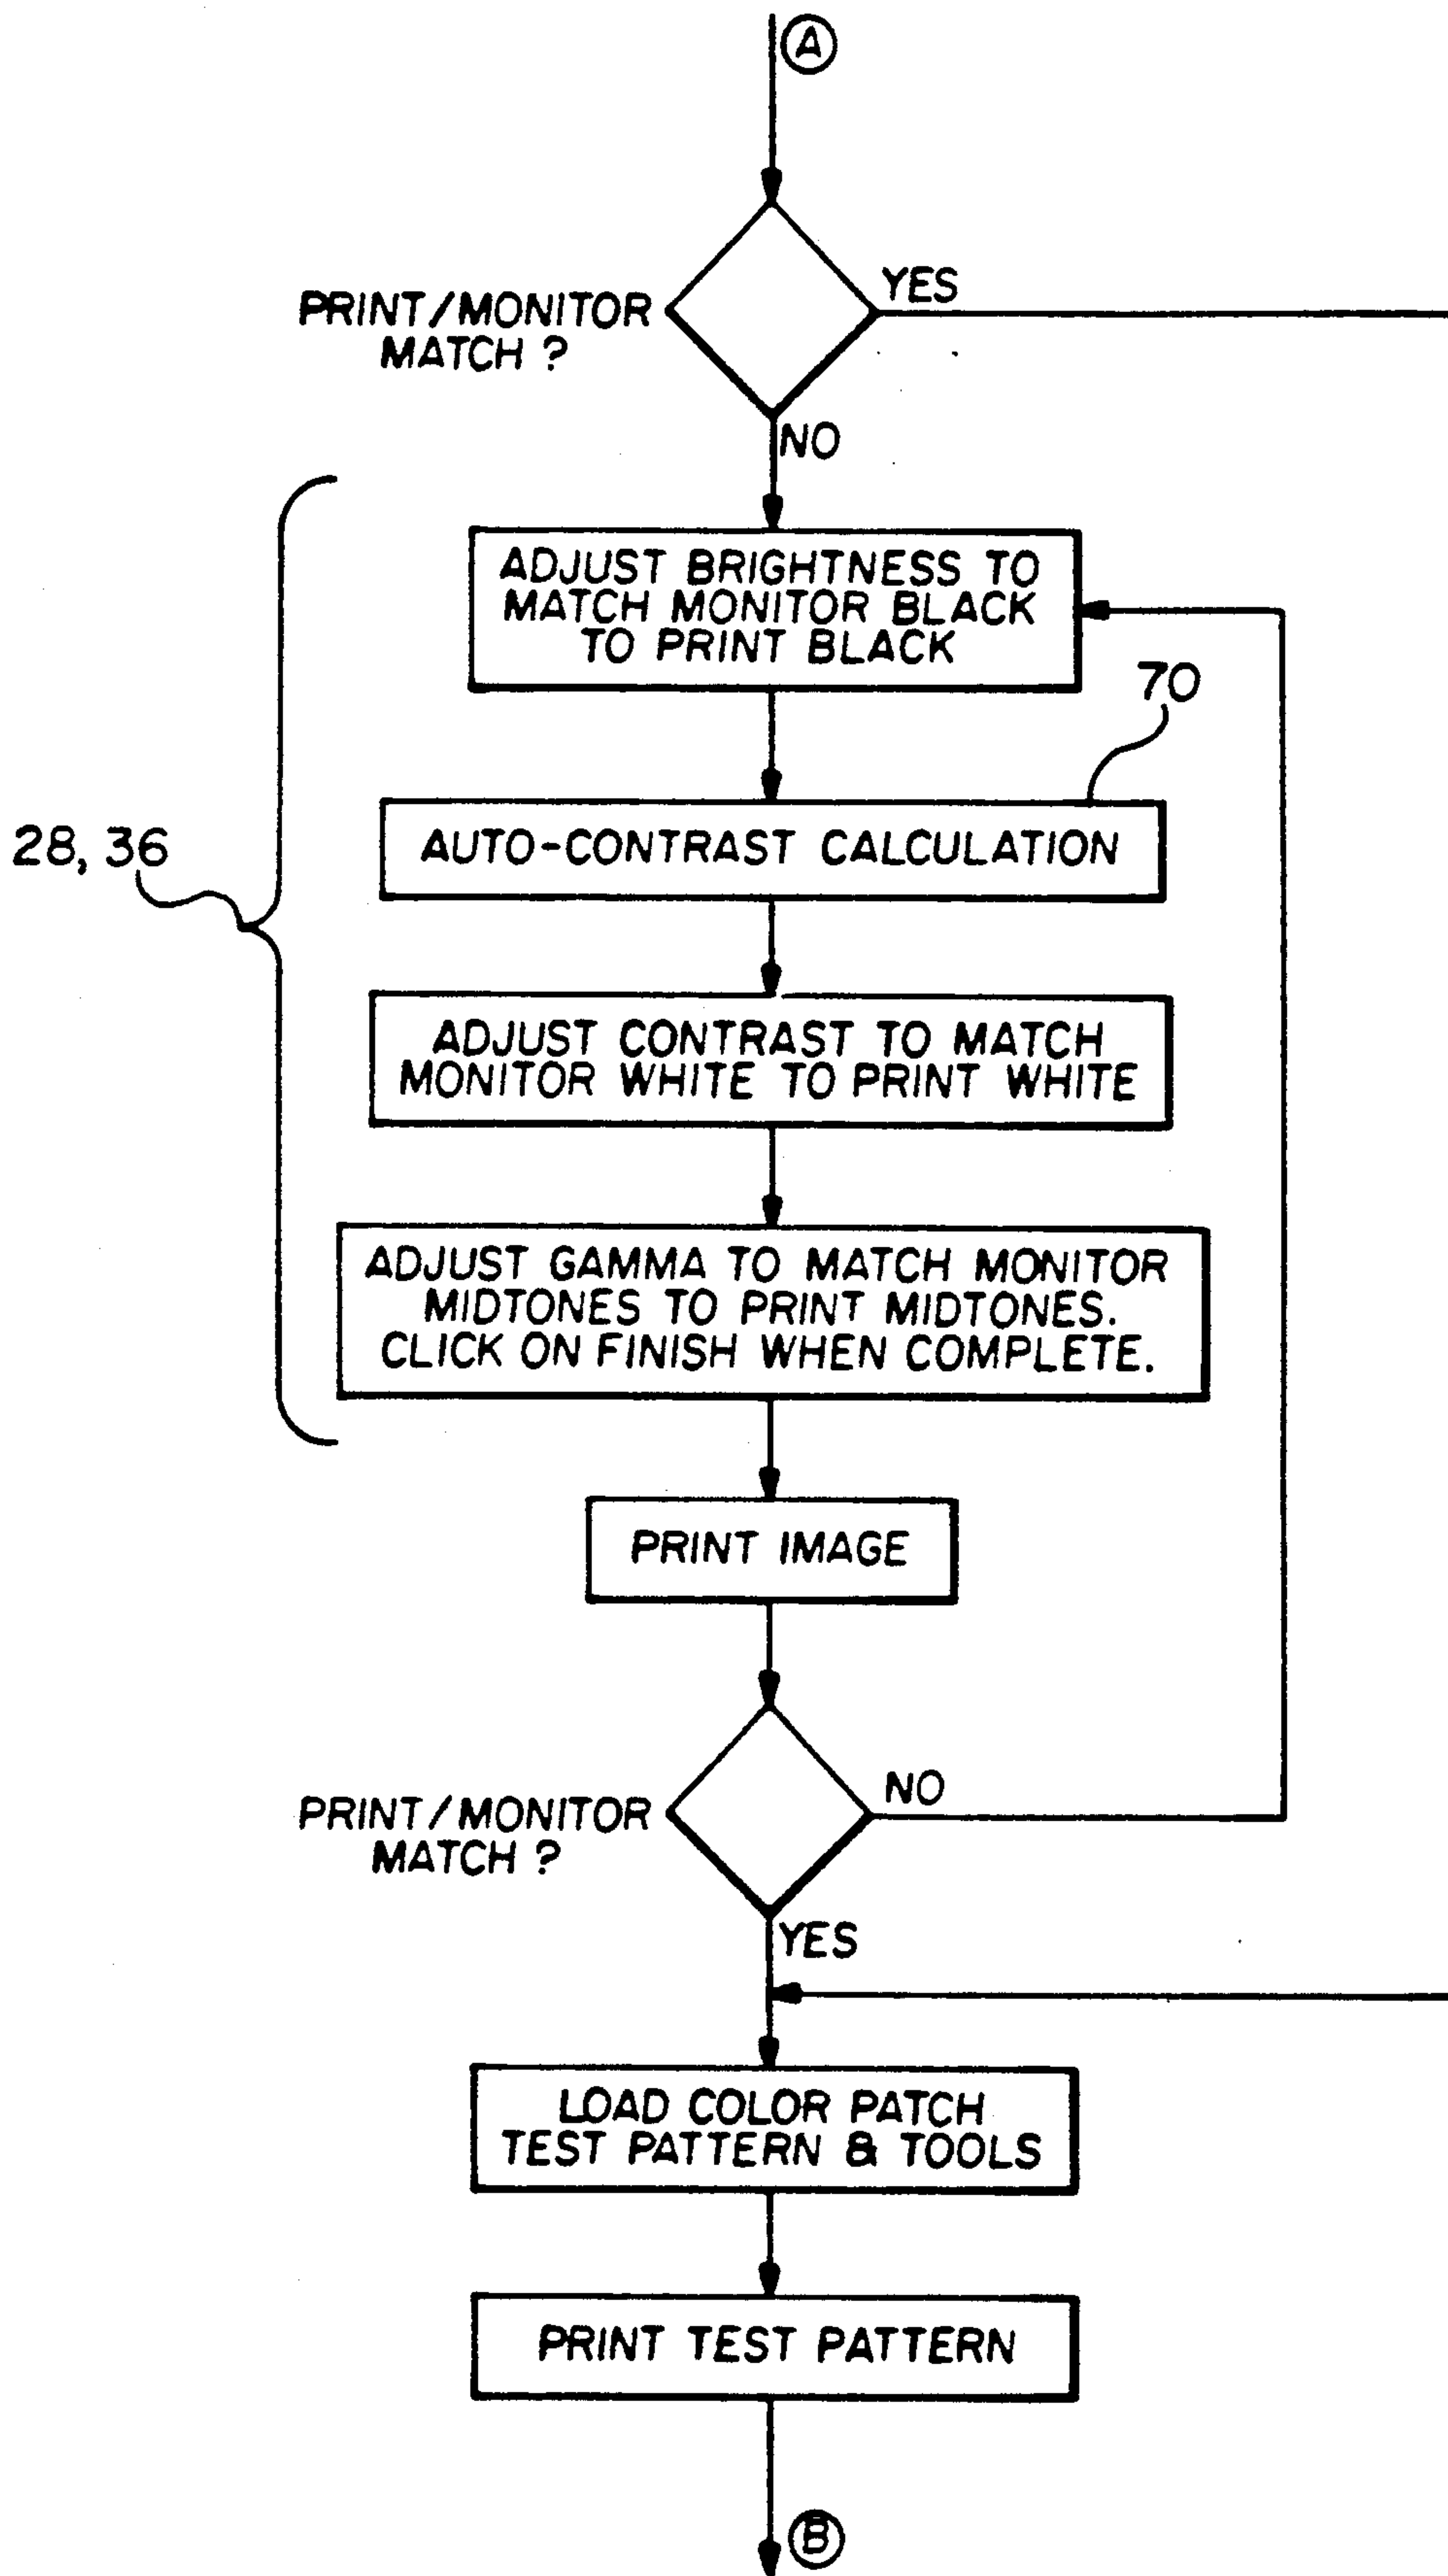 A
PRINT/MONITOR
MATCH ?
YES
NO
ADJUST BRIGHTNESS TO
MATCH MONITOR BLACK
TO PRINT BLACK
70
AUTO-CONTRAST CALCULATION
28, 36
ADJUST CONTRAST TO MATCH
MONITOR WHITE TO PRINT WHITE
ADJUST GAMMA TO MATCH MONITOR
MIDTONES TO PRINT MIDTONES.
CLICK ON FINISH WHEN COMPLETE.
PRINT IMAGE
PRINT/MONITOR
MATCH ?
NO
YES
LOAD COLOR PATCH
TEST PATTERN & TOOLS
PRINT TEST PATTERN
B